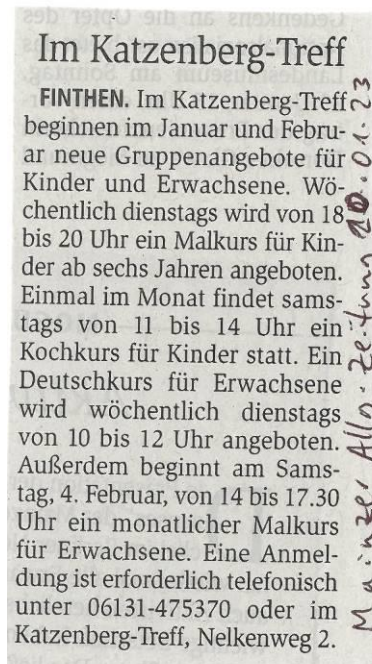 Im Katzenberg-Treff
FINTHEN. Im Katzenberg-Treff
beginnen im Januar und Febru-
ar neue Gruppenangebote für
Kinder und Erwachsene. Wö-
chentlich dienstags wird von 18
bis 20 Uhr ein Malkurs für Kin-
der ab sechs Jahren angeboten.
Einmal im Monat findet sams-
tags von 11 bis 14 Uhr ein
Kochkurs für Kinder statt. Ein
Deutschkurs für Erwachsene
wird wöchentlich dienstags
von 10 bis 12 Uhr angeboten.
Außerdem beginnt am Sams-
tag, 4. Februar, von 14 bis 17.30
Uhr ein monatlicher Malkurs
für Erwachsene. Eine Anmel-
dung ist erforderlich telefonisch
unter 06131-475370 oder im
Katzenberg-Treff, Nelkenweg 2.
Mainzer Allg. Zeitung .01.23